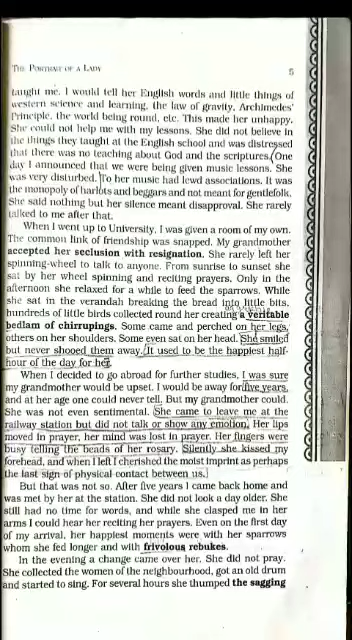 THE PORTRAIT OF A LADY 5
taught me. I would tell her English words and little things of
western science and learning, the law of gravity, Archimedes'
Principle, the world being round, etc. This made her unhappy.
She could not help me with my lessons. She did not believe in
the things they taught at the English school and was distressed
that there was no teaching about God and the scriptures. One
day I announced that we were being given music lessons. She
was very disturbed. To her music had lewd associations. It was
the monopoly of harlots and beggars and not meant for gentlefolk.
She said nothing but her silence meant disapproval. She rarely
talked to me after that.
When I went up to University, I was given a room of my own.
The common link of friendship was snapped. My grandmother
accepted her seclusion with resignation. She rarely left her
spinning-wheel to talk to anyone. From sunrise to sunset she
sat by her wheel spinning and reciting prayers. Only in the
afternoon she relaxed for a while to feed the sparrows. While
she sat in the verandah breaking the bread into little bits,
hundreds of little birds collected round her creating a veritable
bedlam of chirrupings. Some came and perched on her legs,
others on her shoulders. Some even sat on her head. She smiled
but never shooed them away. It used to be the happiest half-
hour of the day for her.
When I decided to go abroad for further studies, I was sure
my grandmother would be upset. I would be away for five years,
and at her age one could never tell. But my grandmother could.
She was not even sentimental. She came to leave me at the
railway station but did not talk or show any emotion. Her lips
moved in prayer, her mind was lost in prayer. Her fingers were
busy telling the beads of her rosary. Silently she kissed my
forehead, and when I left I cherished the moist imprint as perhaps
the last sign of physical contact between us.
But that was not so. After five years I came back home and
was met by her at the station. She did not look a day older. She
still had no time for words, and while she clasped me in her
arms I could hear her reciting her prayers. Even on the first day
of my arrival, her happiest moments were with her sparrows
whom she fed longer and with frivolous rebukes.
In the evening a change came over her. She did not pray.
She collected the women of the neighbourhood, got an old drum
and started to sing. For several hours she thumped the sagging